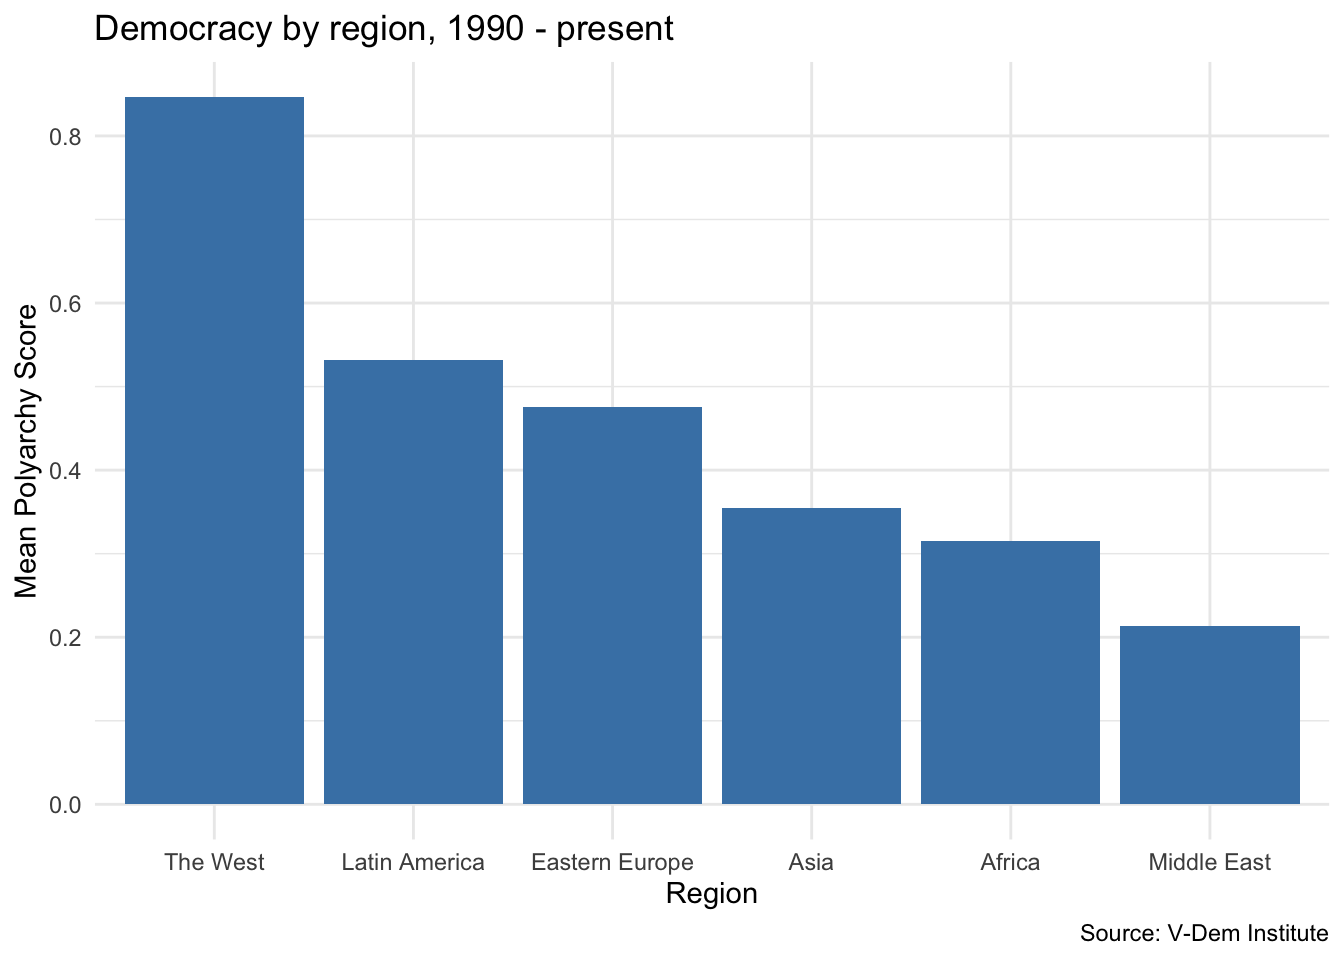 Democracy by region, 1990 - present
Mean Polyarchy Score
0.8
0.6
0.4
0.2
0.0
The West Latin America Eastern Europe Asia Africa Middle East
Region
Source: V-Dem Institute